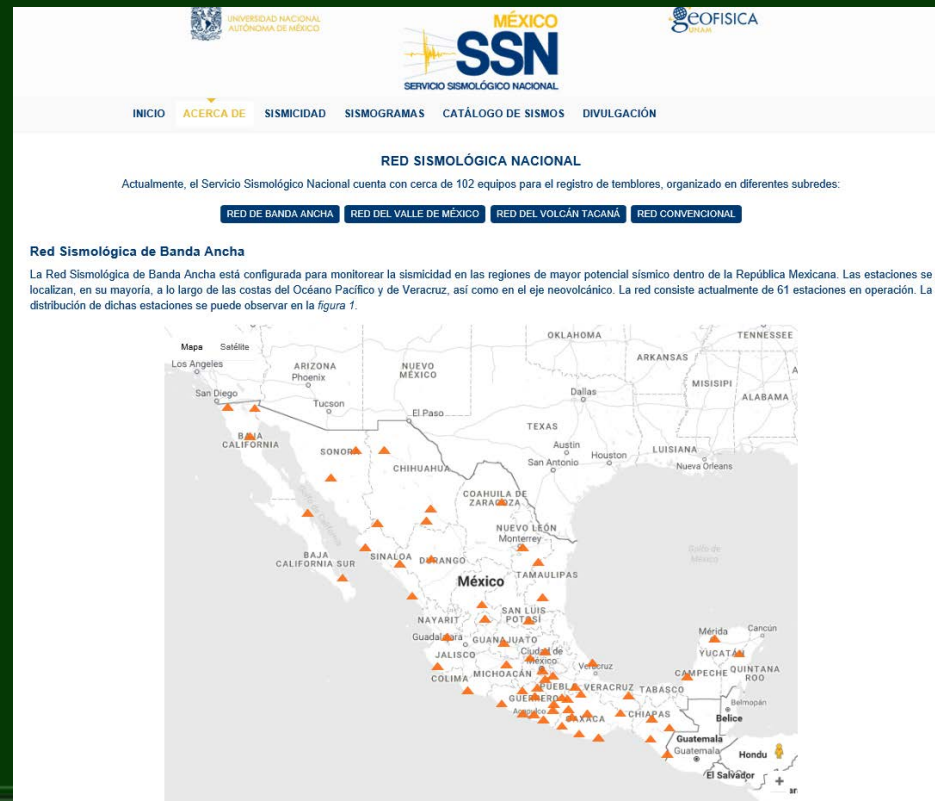 UNIVERSIDAD NACIONAL
AUTÓNOMA DE MÉXICO
MÉXICO
SSN
SERVICIO SISMOLÓGICO NACIONAL
GEOFISICA
UNAM
INICIO ACERCA DE SISMICIDAD SISMOGRAMAS CATÁLOGO DE SISMOS DIVULGACIÓN
RED SISMOLÓGICA NACIONAL
Actualmente, el Servicio Sismológico Nacional cuenta con cerca de 102 equipos para el registro de temblores, organizado en diferentes subredes:
RED DE BANDA ANCHA RED DEL VALLE DE MÉXICO RED DEL VOLCÁN TACANÁ RED CONVENCIONAL
Red Sismológica de Banda Ancha
La Red Sismológica de Banda Ancha está configurada para monitorear la sismicidad en las regiones de mayor potencial sísmico dentro de la República Mexicana. Las estaciones se
localizan, en su mayoría, a lo largo de las costas del Océano Pacífico y de Veracruz, así como en el eje neovolcánico. La red consiste actualmente de 61 estaciones en operación. La
distribución de dichas estaciones se puede observar en la figura 1.
Mapa Satélite
OKLAHOMA
TENNESSEE
Los Angeles
ARIZONA
Phoenix
NUEVO
MÉXICO
ARKANSAS
MISISIPI
San Diego
Dallas
ALABAMA
Tucson
El Paso
TEXAS
BAJA
CALIFORNIA
SONORA
Austin
Houston
San Antonio
LUISIANA
Nueva Orleans
CHIHUAHUA
COAHUILA DE
ZARAGOZA
NUEVO LEÓN
Monterrey
Golfo de
México
BAJA
CALIFORNIA SUR
SINALOA
DURANGO
México
TAMAULIPAS
SAN LUIS
POTOSÍ
NAYARIT
Guadalajara
GUANAJUATO
JALISCO
Ciudad de
México
COLIMA
MICHOACÁN
Veracruz
PUEBLA
VERACRUZ
TABASCO
Mérida
Cancún
YUCATÁN
CAMPECHE
QUINTANA
ROO
GUERRERO
Acapulco
OAXACA
CHIAPAS
Belmopán
Belice
Guatemala
Guatemala
Hondu
El Salvador